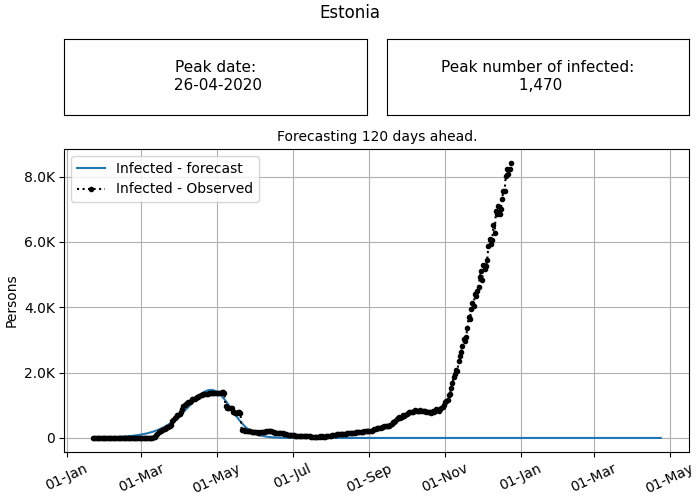 Estonia
Peak date:
26-04-2020
Peak number of infected:
1,470
Forecasting 120 days ahead.
Infected - forecast
Infected - Observed
8.0K
6.0K
4.0K
2.0K
0
Persons
01-Jan
01-Mar
01-May
01-Jul
01-Sep
01-Nov
01-Jan
01-Mar
01-May